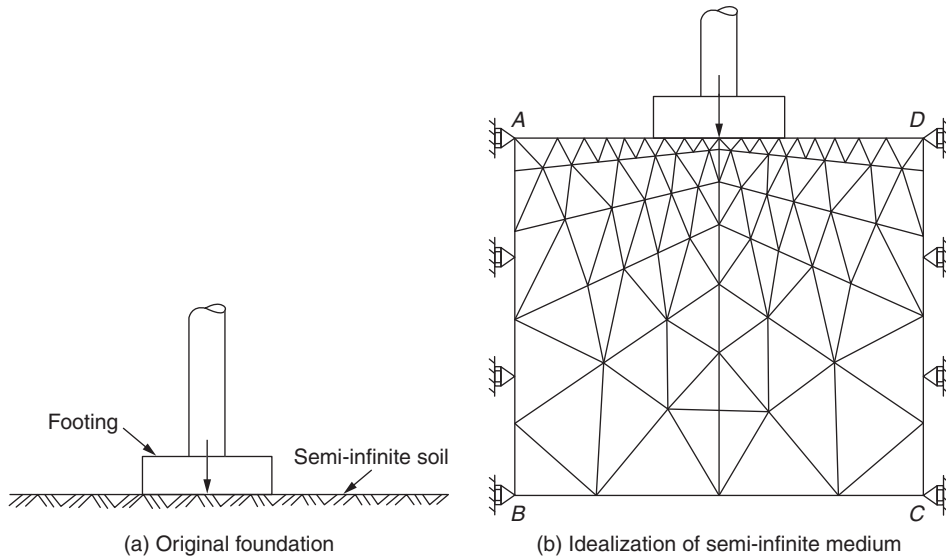 A
D
Footing
Semi-infinite soil
B
C
(a) Original foundation
(b) Idealization of semi-infinite medium